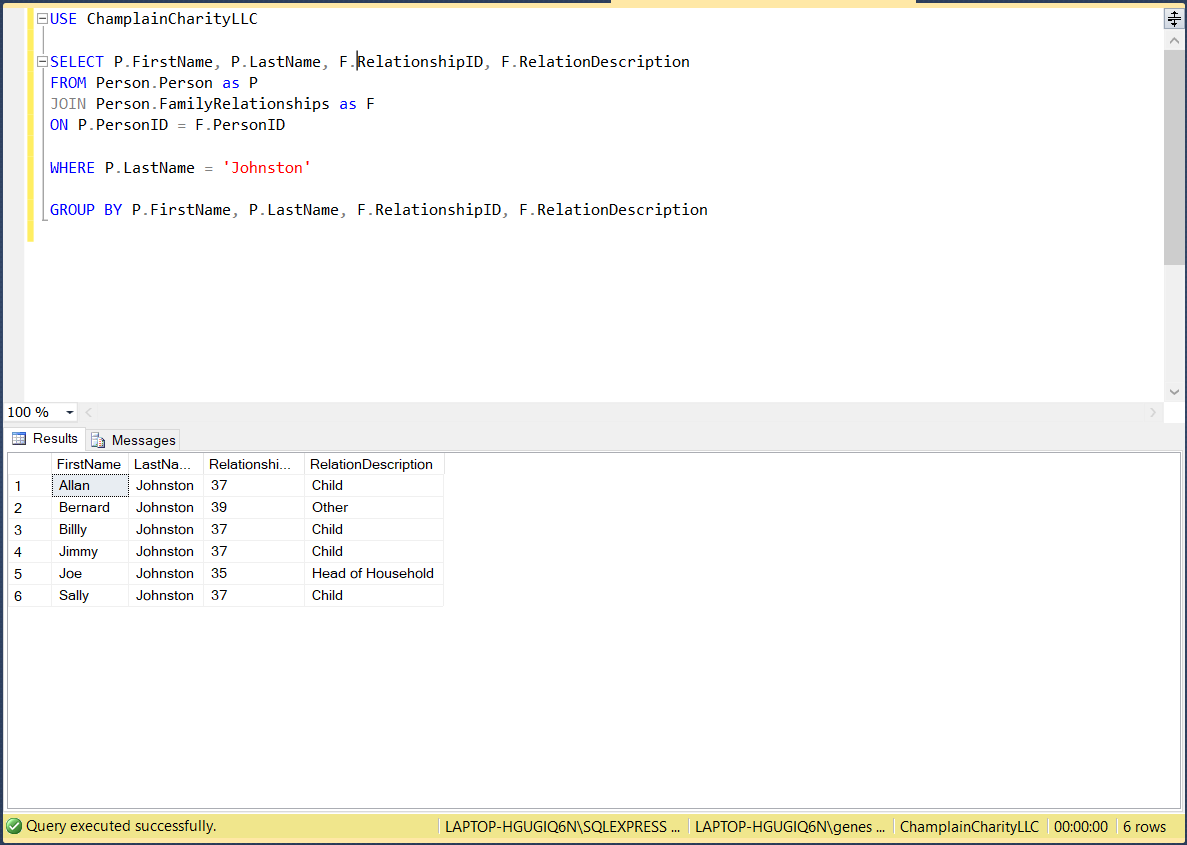 USE ChamplainCharityLLC
SELECT P.FirstName, P.LastName, F.RelationshipID, F.RelationDescription
FROM Person.Person as P
JOIN Person.FamilyRelationships as F
ON P.PersonID = F.PersonID
WHERE P.LastName = 'Johnston'
GROUP BY P.FirstName, P.LastName, F.RelationshipID, F.RelationDescription
100 %
Results Messages
FirstName LastNa... Relationshi... RelationDescription
1 Allan Johnston 37 Child
2 Bernard Johnston 39 Other
3 Billly Johnston 37 Child
4 Jimmy Johnston 37 Child
5 Joe Johnston 35 Head of Household
6 Sally Johnston 37 Child
Query executed successfully. LAPTOP-HGUGIQ6N\SQLEXPRESS ... LAPTOP-HGUGIQ6N\genes ... ChamplainCharityLLC 00:00:00 6 rows